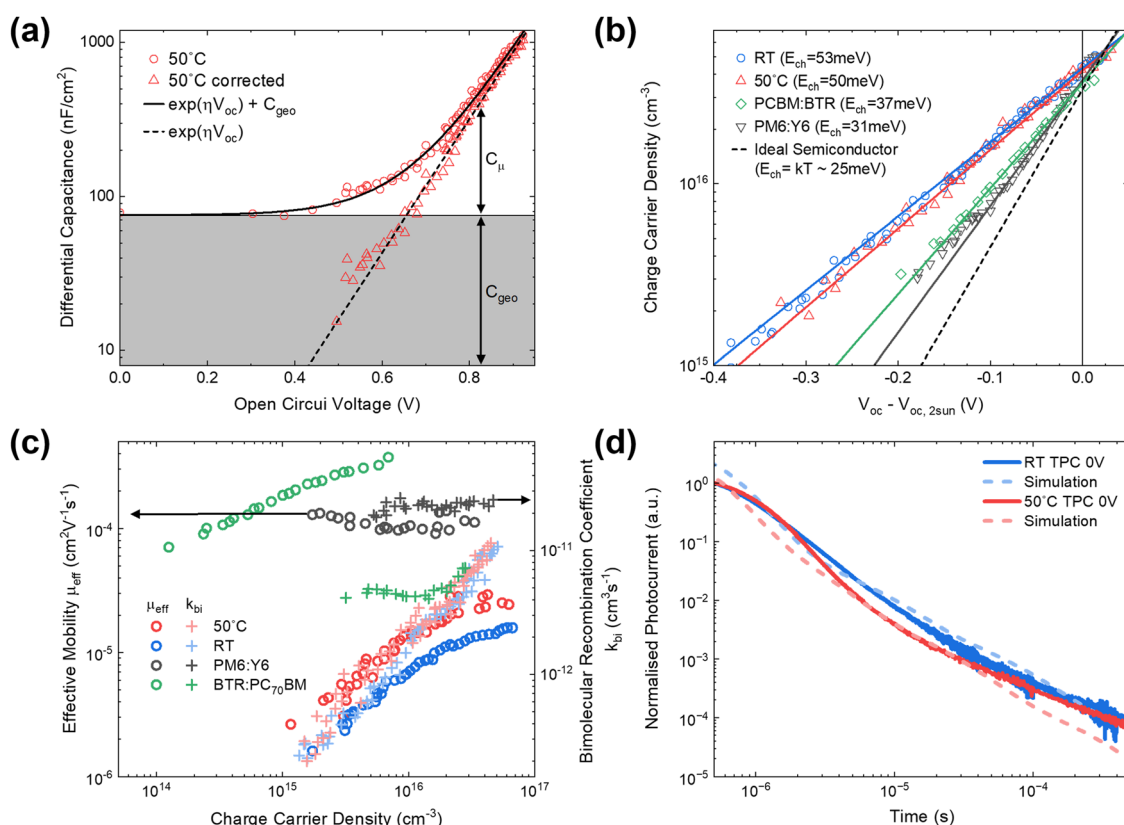 (a)
1000
100
10
Differential Capacitance (nF/cm²)
50°C
50°C corrected
exp(ηVoc) + Cgeo
exp(ηVoc)
Cμ
Cgeo
0.0 0.2 0.4 0.6 0.8
Open Circui Voltage (V)
(b)
Charge Carrier Density (cm⁻³)
10¹⁶
10¹⁵
RT (Ech=53meV)
50°C (Ech=50meV)
PCBM:BTR (Ech=37meV)
PM6:Y6 (Ech=31meV)
Ideal Semiconductor
(Ech= kT ~ 25meV)
-0.4 -0.3 -0.2 -0.1 0.0
Voc - Voc, 2sun (V)
(c)
Effective Mobility μeff (cm²V⁻¹s⁻¹)
10⁻⁴
10⁻⁵
10⁻⁶
μeff kbi
50°C
RT
PM6:Y6
BTR:PC₇₀BM
10⁻¹¹
10⁻¹²
Bimolecular Recombination Coefficient
kbi (cm³s⁻¹)
10¹⁴ 10¹⁵ 10¹⁶ 10¹⁷
Charge Carrier Density (cm⁻³)
(d)
Normalised Photocurrent (a.u.)
10⁰
10⁻¹
10⁻²
10⁻³
10⁻⁴
10⁻⁵
RT TPC 0V
Simulation
50°C TPC 0V
Simulation
10⁻⁶ 10⁻⁵ 10⁻⁴
Time (s)